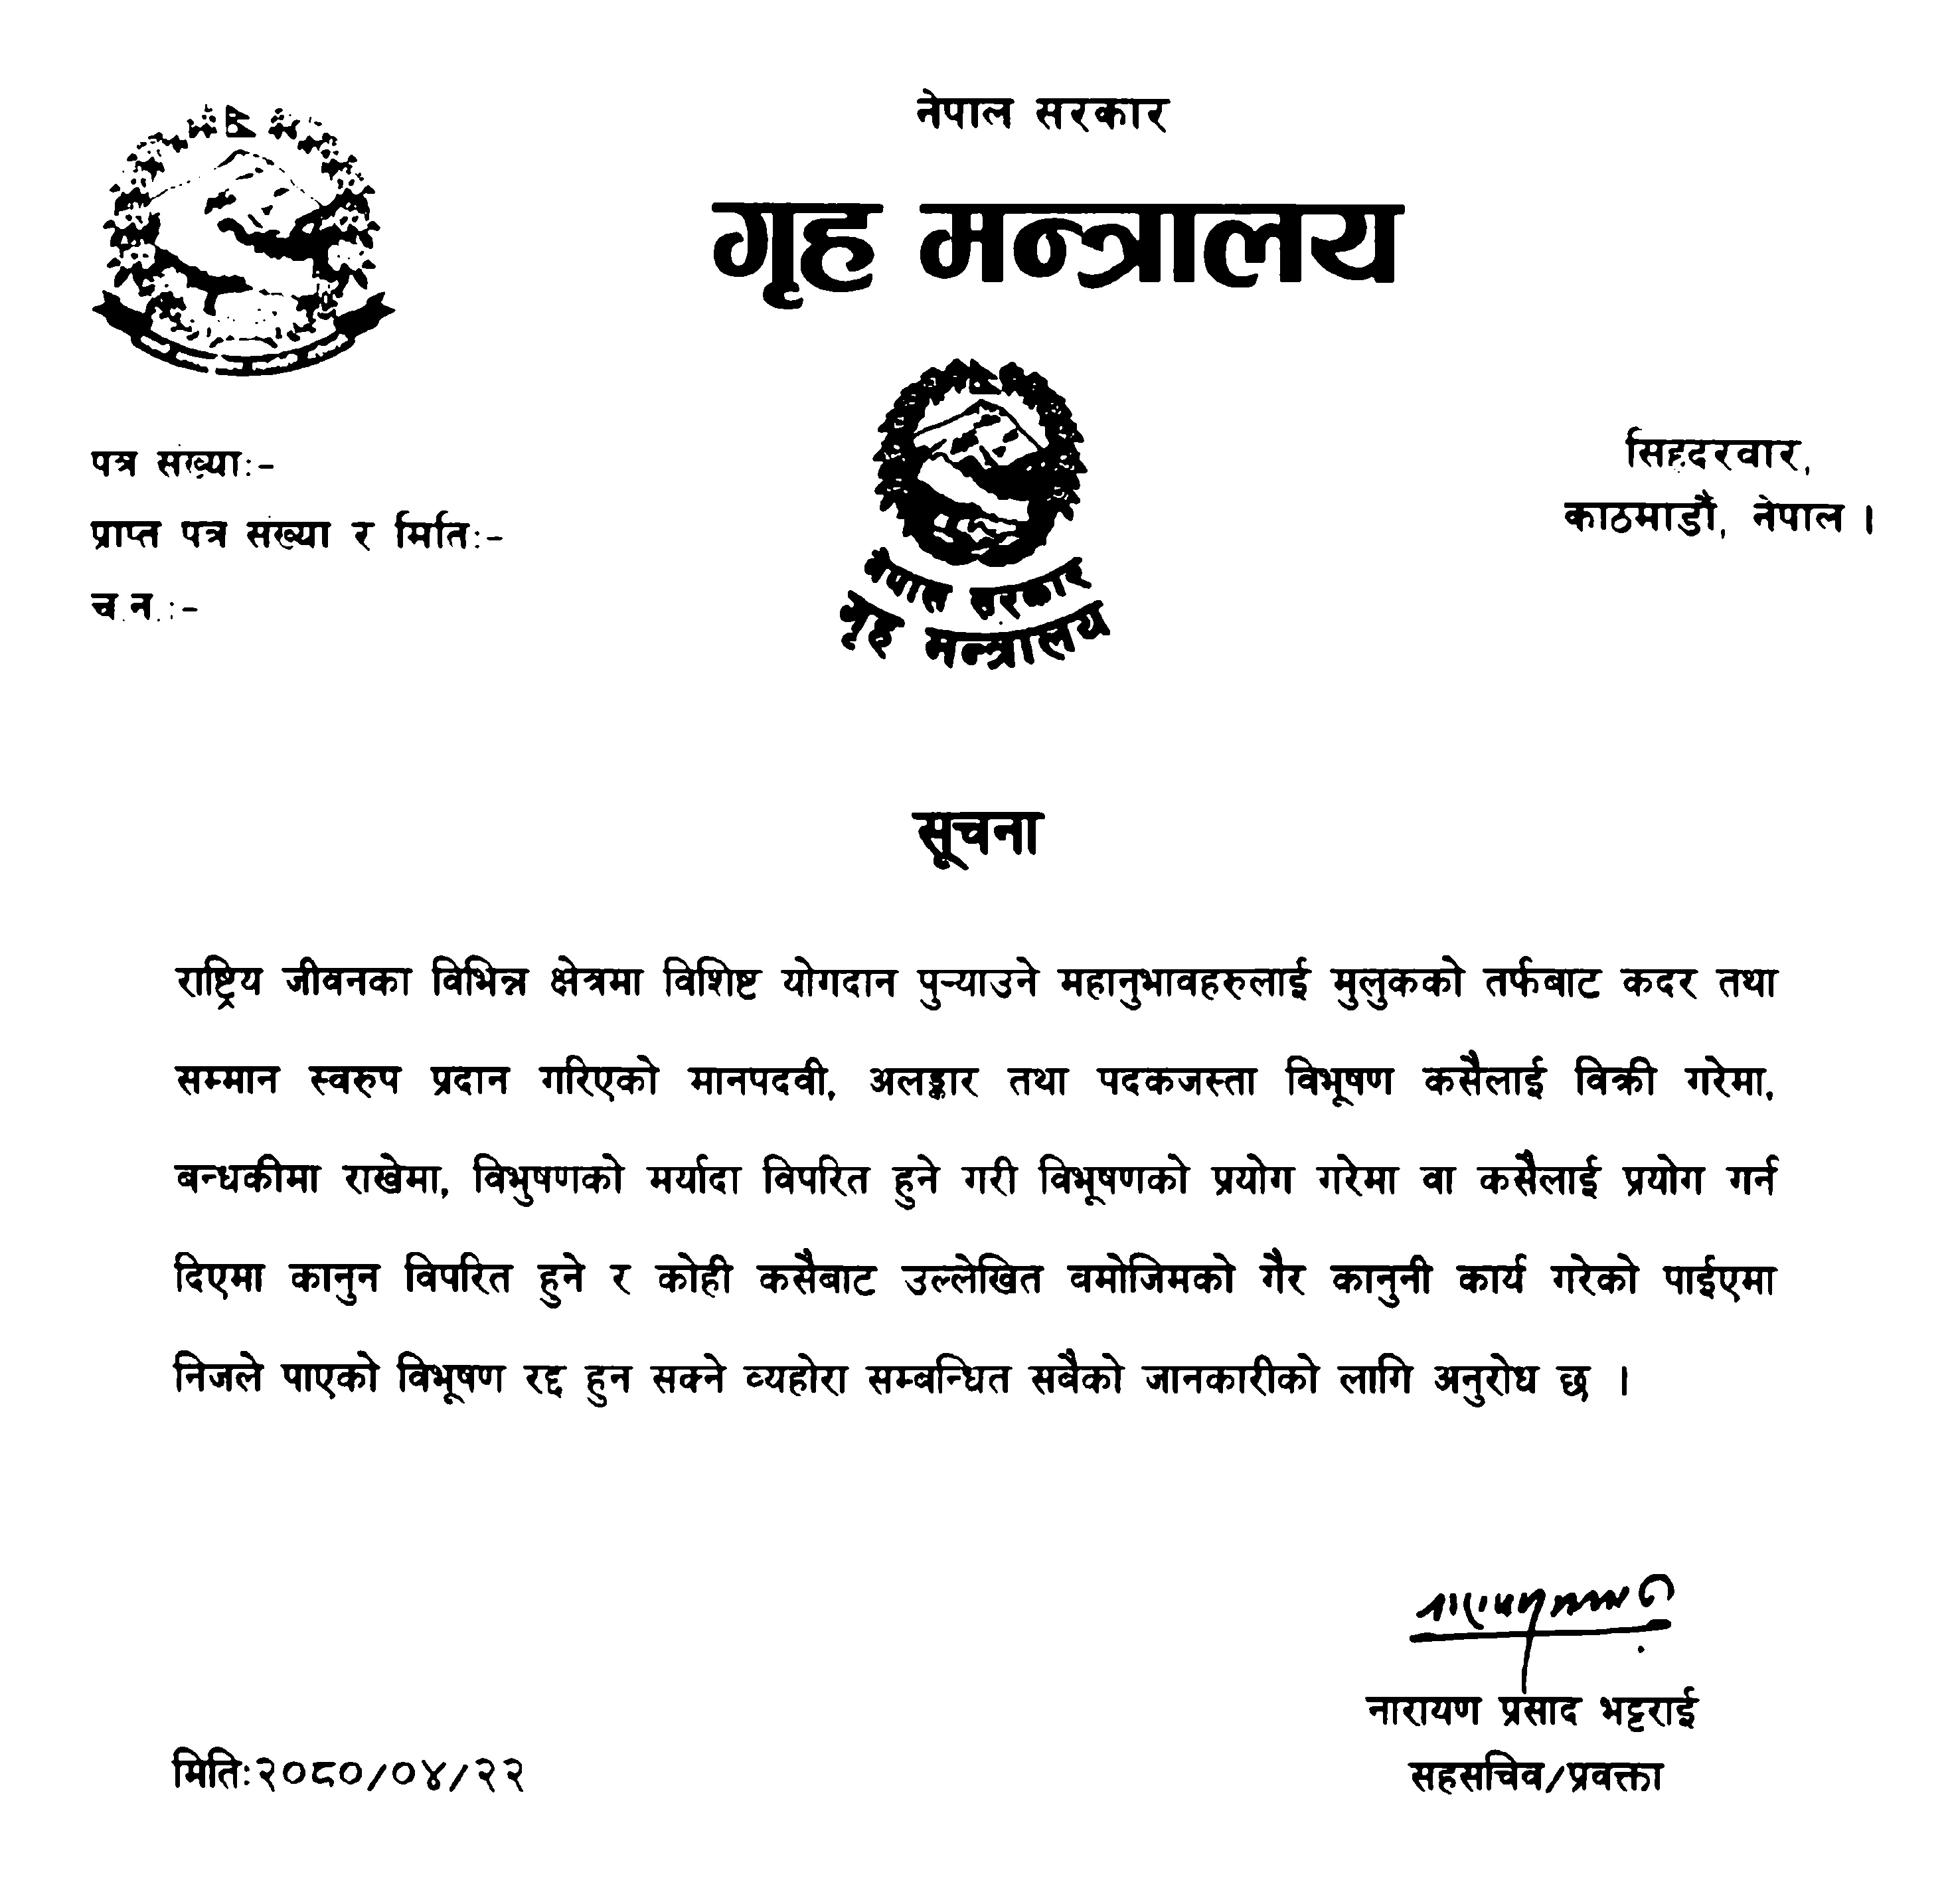 नेपाल सरकार
गृह मन्त्रालय
पत्र संख्याः-
प्राप्त पत्र संख्या र मितिः-
च.न.ः-
सिंहदरवार,
काठमाडौं, नेपाल ।
नेपाल सरकार
गृह मन्त्रालय
सूचना
राष्ट्रिय जीवनका विभिन्न क्षेत्रमा विशिष्ट योगदान पुर्‍याउने महानुभावहरुलाई मुलुकको तर्फबाट कदर तथा
सम्मान स्वरुप प्रदान गरिएको मानपदवी, अलङ्कार तथा पदकजस्ता विभूषण कसैलाई विक्री गरेमा,
बन्धकीमा राखेमा, विभुषणको मर्यादा विपरित हुने गरी विभूषणको प्रयोग गरेमा वा कसैलाई प्रयोग गर्न
दिएमा कानुन विपरित हुने र कोही कसैबाट उल्लेखित वमोजिमको गैर कानुनी कार्य गरेको पाईएमा
निजले पाएको विभूषण रद्द हुन सक्ने व्यहोरा सम्बन्धित सवैको जानकारीको लागि अनुरोध छ ।
नारायण प्रसाद भट्टराई
सहसचिव/प्रवक्ता
मितिः२०८०/०४/२२